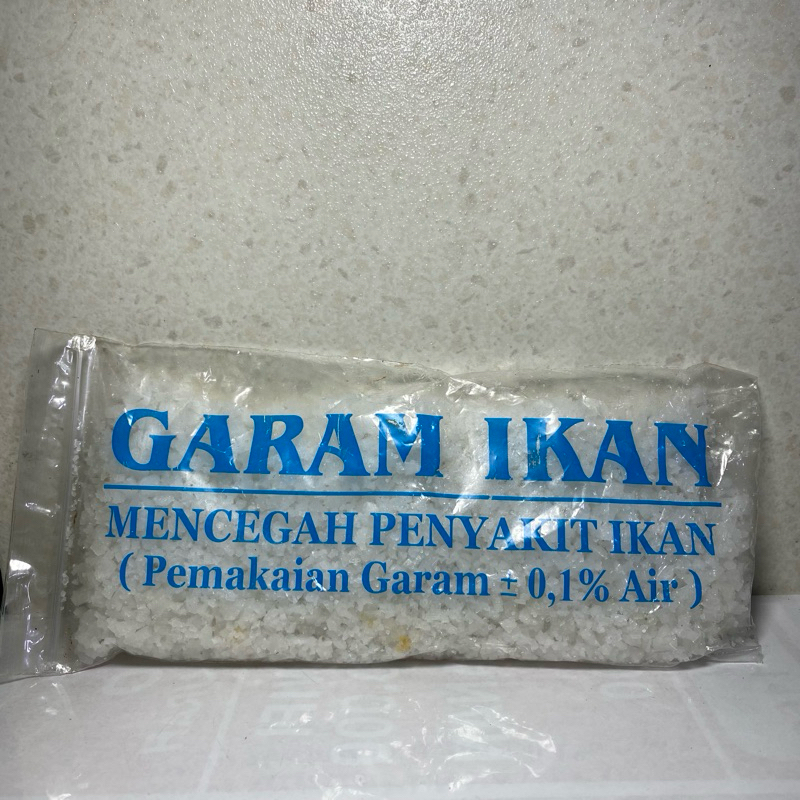 GARAM IKAN
MENCEGAH PENYAKIT IKAN
( Pemakaian Garam ± 0,1% Air )